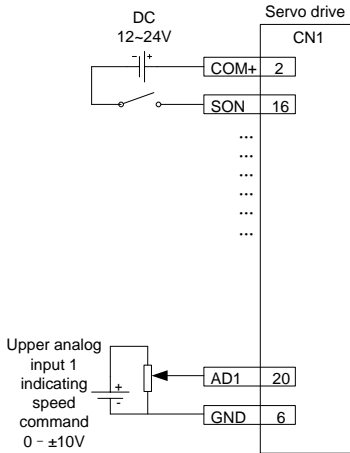 Servo drive
DC
12~24V
CN1
- +
COM+ 2
SON 16
...
...
...
...
...
...
Upper analog
input 1
indicating
speed
command
0 - ±10V
+
-
AD1 20
GND 6